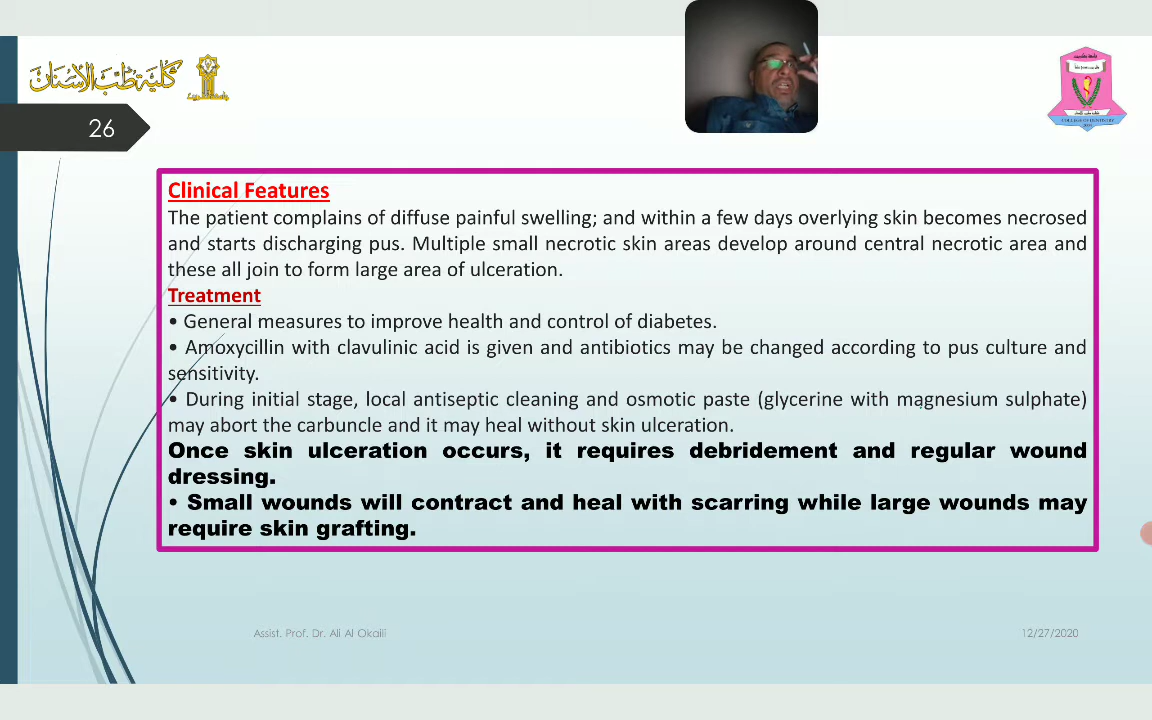 كلية طب الأسنان
26
Clinical Features
The patient complains of diffuse painful swelling; and within a few days overlying skin becomes necrosed
and starts discharging pus. Multiple small necrotic skin areas develop around central necrotic area and
these all join to form large area of ulceration.
Treatment
• General measures to improve health and control of diabetes.
• Amoxycillin with clavulinic acid is given and antibiotics may be changed according to pus culture and
sensitivity.
• During initial stage, local antiseptic cleaning and osmotic paste (glycerine with magnesium sulphate)
may abort the carbuncle and it may heal without skin ulceration.
Once skin ulceration occurs, it requires debridement and regular wound
dressing.
• Small wounds will contract and heal with scarring while large wounds may
require skin grafting.
Assist. Prof. Dr. Ali Al Okaili
12/27/2020
COLLEGE OF DENTISTRY